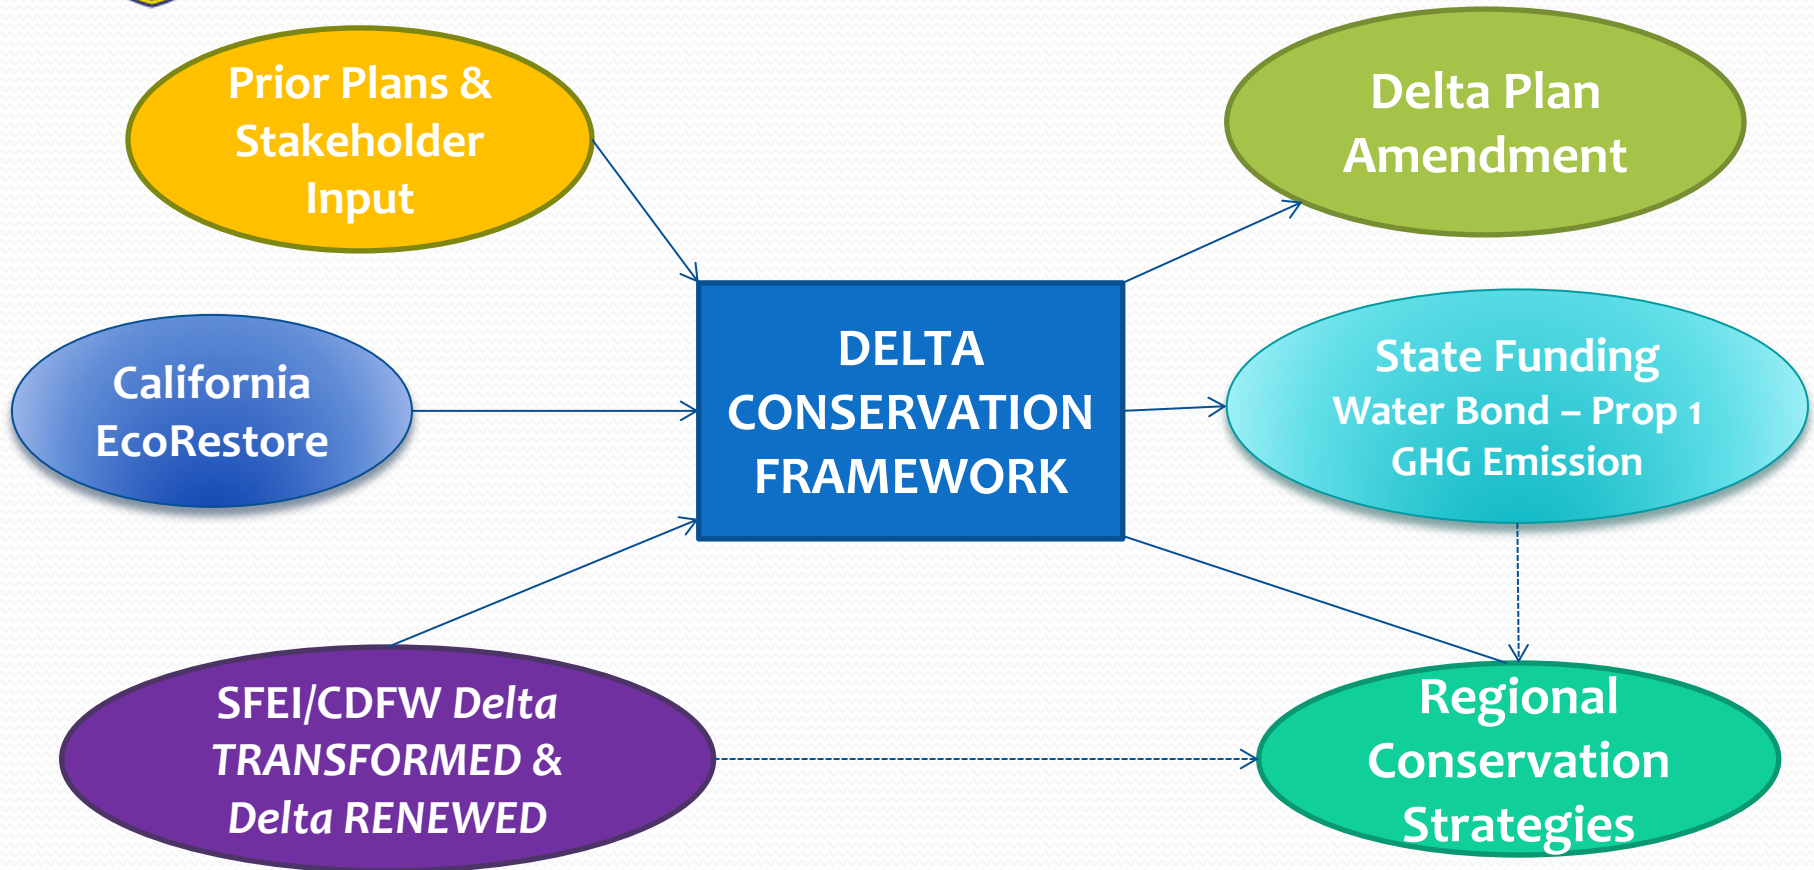 Prior Plans &
Stakeholder
Input
Delta Plan
Amendment
California
EcoRestore
DELTA
CONSERVATION
FRAMEWORK
State Funding
Water Bond – Prop 1
GHG Emission
SFEI/CDFW Delta
TRANSFORMED &
Delta RENEWED
Regional
Conservation
Strategies